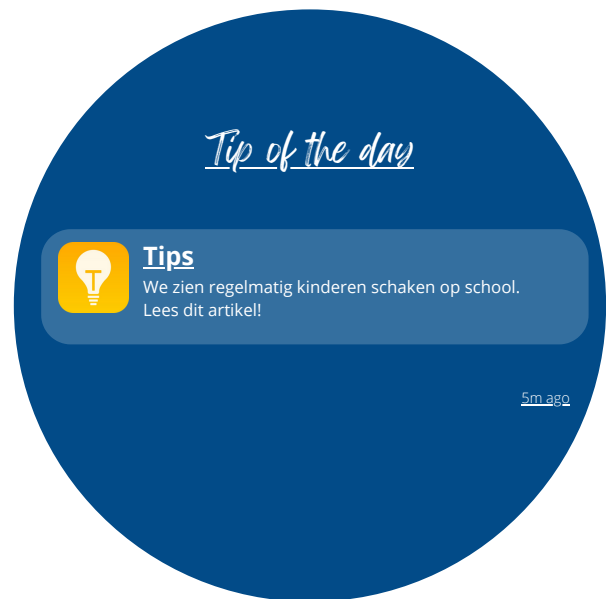 Tip of the day
Tips
We zien regelmatig kinderen schaken op school.
Lees dit artikel!
5m ago